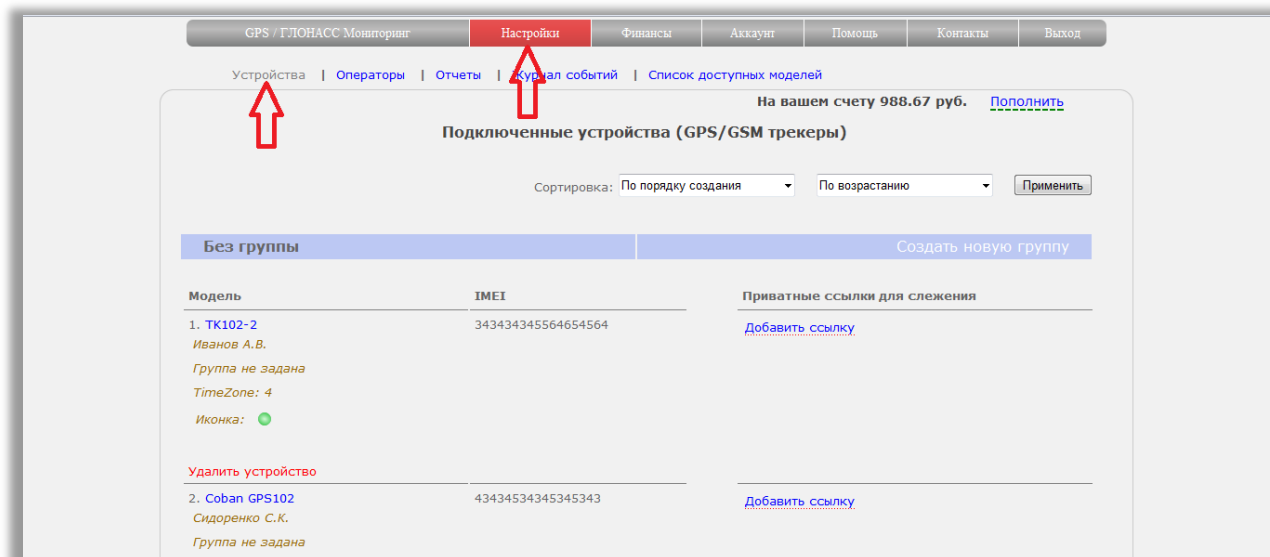 GPS / ГЛОНАСС Мониторинг Настройки Финансы Аккаунт Помощь Контакты Выход
Устройства | Операторы | Отчеты | Журнал событий | Список доступных моделей
На вашем счету 988.67 руб. Пополнить
Подключенные устройства (GPS/GSM трекеры)
Сортировка: По порядку создания По возрастанию Применить
Без группы Создать новую группу
Модель IMEI Приватные ссылки для слежения
1. TK102-2 343434345564654564 Добавить ссылку
Иванов А.В.
Группа не задана
TimeZone: 4
Иконка:
Удалить устройство
2. Coban GPS102 43434534345345343 Добавить ссылку
Сидоренко С.К.
Группа не задана